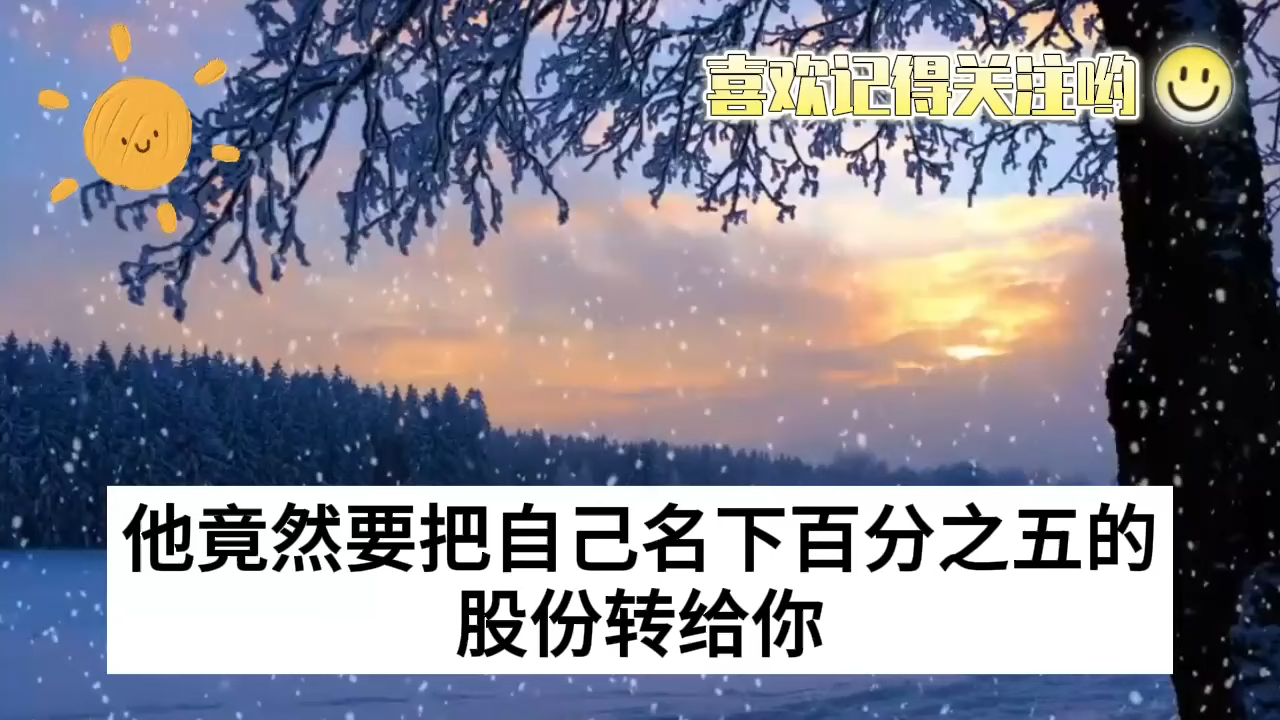 喜欢记得关注哟
他竟然要把自己名下百分之五的
股份转给你